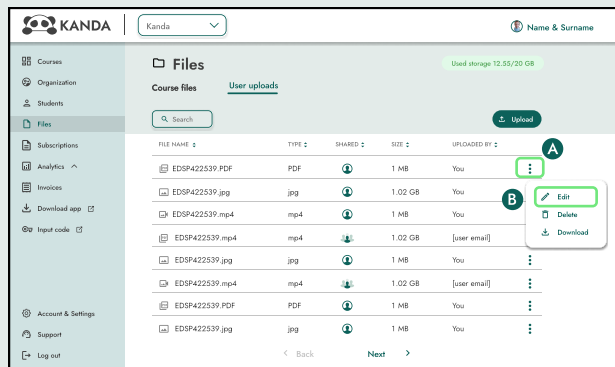 KANDA
Kanda
Name & Surname
Courses
Organization
Students
Files
Subscriptions
Analytics
Invoices
Download app
Input code
Account & Settings
Support
Log out
Files
Used storage 12.55/20 GB
Course files
User uploads
Search
Upload
FILE NAME TYPE SHARED SIZE UPLOADED BY
A
EDSP422539.PDF PDF 1 MB You
EDSP422539.jpg jpg 1.02 GB You
B
Edit
EDSP422539.mp4 mp4 1 MB You
Delete
EDSP422539.mp4 mp4 1.02 GB [user email]
Download
EDSP422539.jpg jpg 1 MB You
EDSP422539.mp4 mp4 1.02 GB [user email]
EDSP422539.PDF PDF 1 MB You
EDSP422539.jpg jpg 1 MB You
Back Next